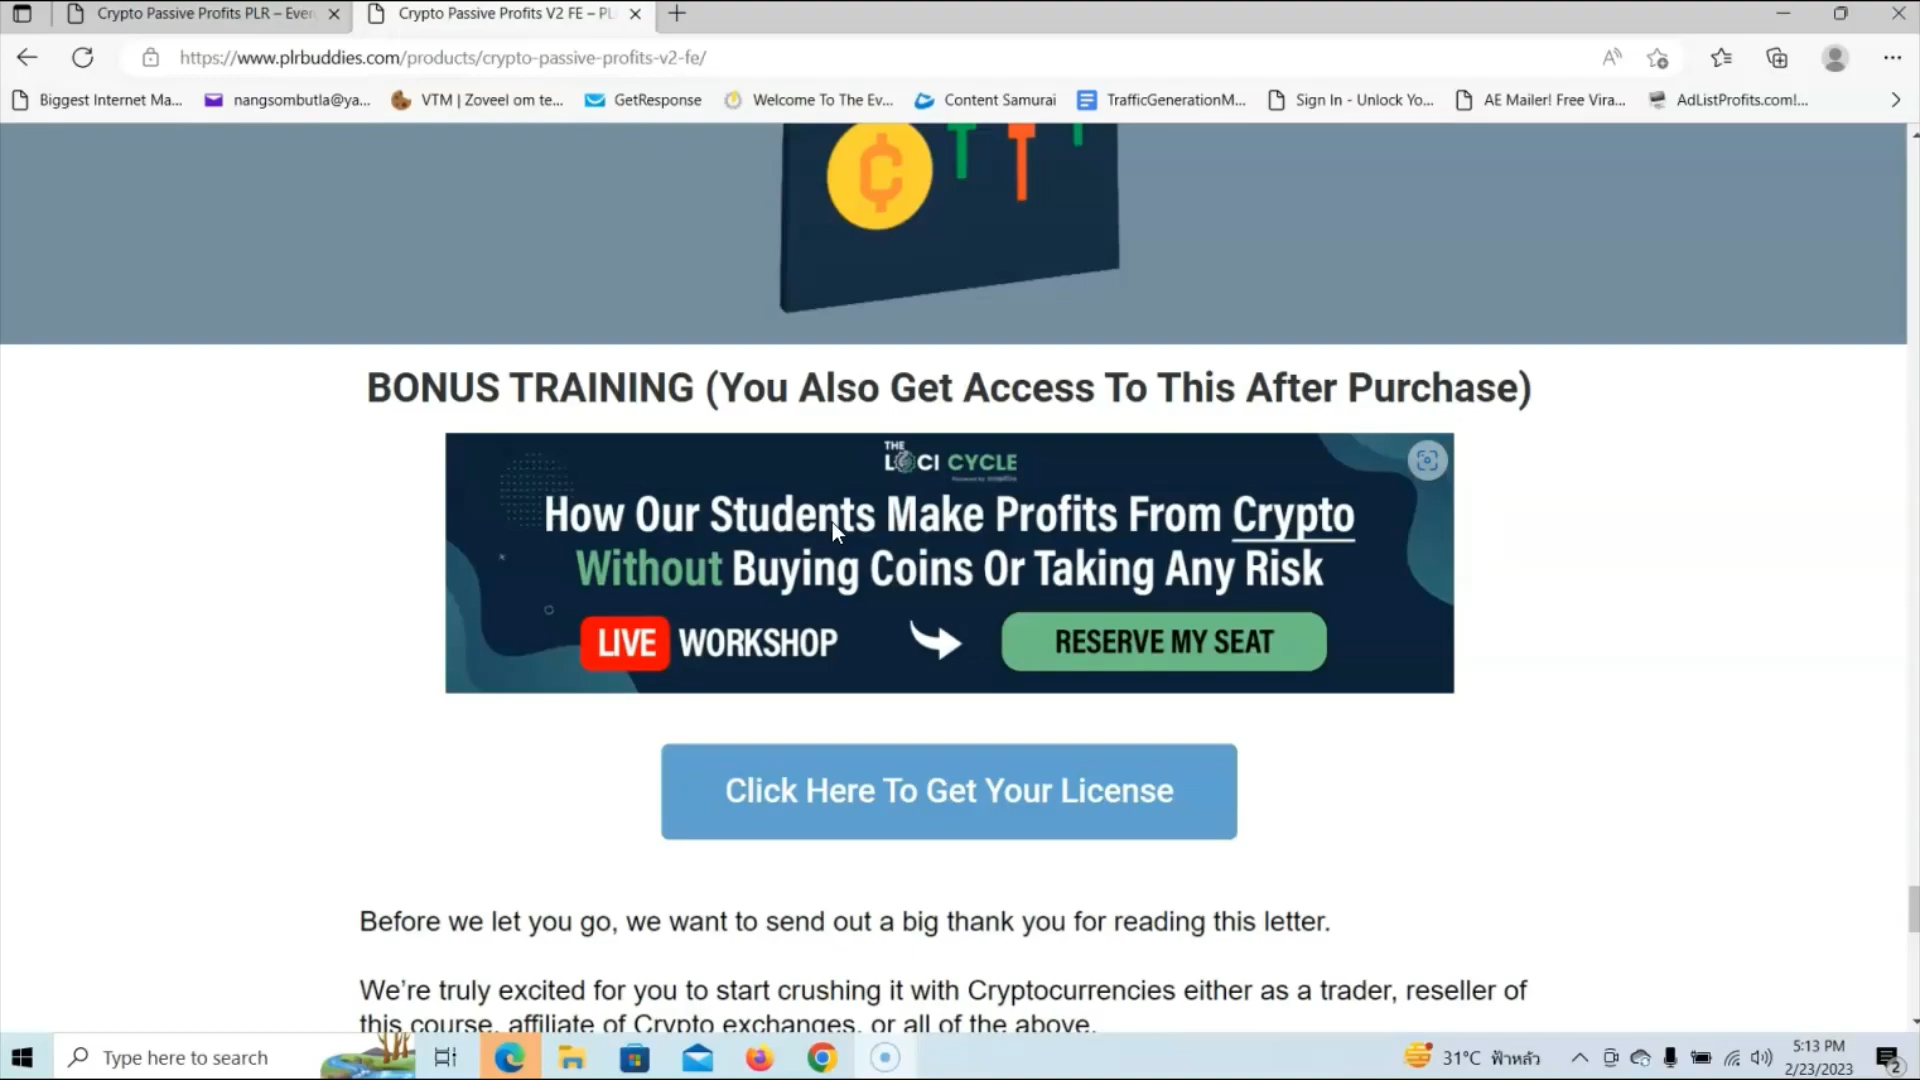 Crypto Passive Profits PLR – Ever
Crypto Passive Profits V2 FE – PL
https://www.plrbuddies.com/products/crypto-passive-profits-v2-fe/
Biggest Internet Ma...
nangsombutla@ya...
VTM | Zoveel om te...
GetResponse
Welcome To The Ev...
Content Samurai
TrafficGenerationM...
Sign In - Unlock Yo...
AE Mailer! Free Vira...
AdListProfits.com!...
BONUS TRAINING (You Also Get Access To This After Purchase)
THE
LOCI CYCLE
How Our Students Make Profits From Crypto
Without Buying Coins Or Taking Any Risk
LIVE WORKSHOP
RESERVE MY SEAT
Click Here To Get Your License
Before we let you go, we want to send out a big thank you for reading this letter.
We're truly excited for you to start crushing it with Cryptocurrencies either as a trader, reseller of
this course, affiliate of Crypto exchanges, or all of the above.
Type here to search
31°C ฟ้าหลัว
5:13 PM
2/23/2023
2